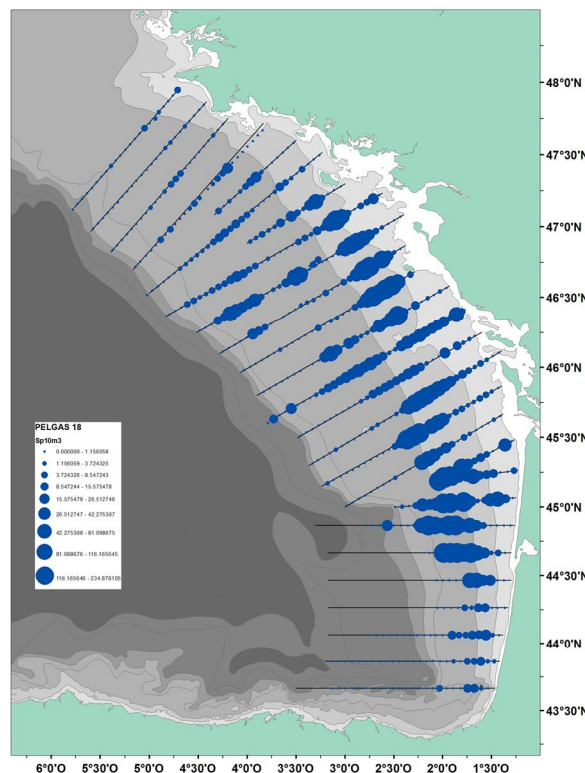 48°0'N
47°30'N
47°0'N
46°30'N
46°0'N
45°30'N
45°0'N
44°30'N
44°0'N
43°30'N
PELGAS 18
Sp10m3
0.000000 - 1.156058
1.156059 - 3.724325
3.724326 - 8.547243
8.547244 - 15.575478
15.575479 - 26.512746
26.512747 - 42.275307
42.275308 - 81.098675
81.098676 - 116.165645
116.165646 - 234.878105
6°0'O 5°30'O 5°0'O 4°30'O 4°0'O 3°30'O 3°0'O 2°30'O 2°0'O 1°30'O